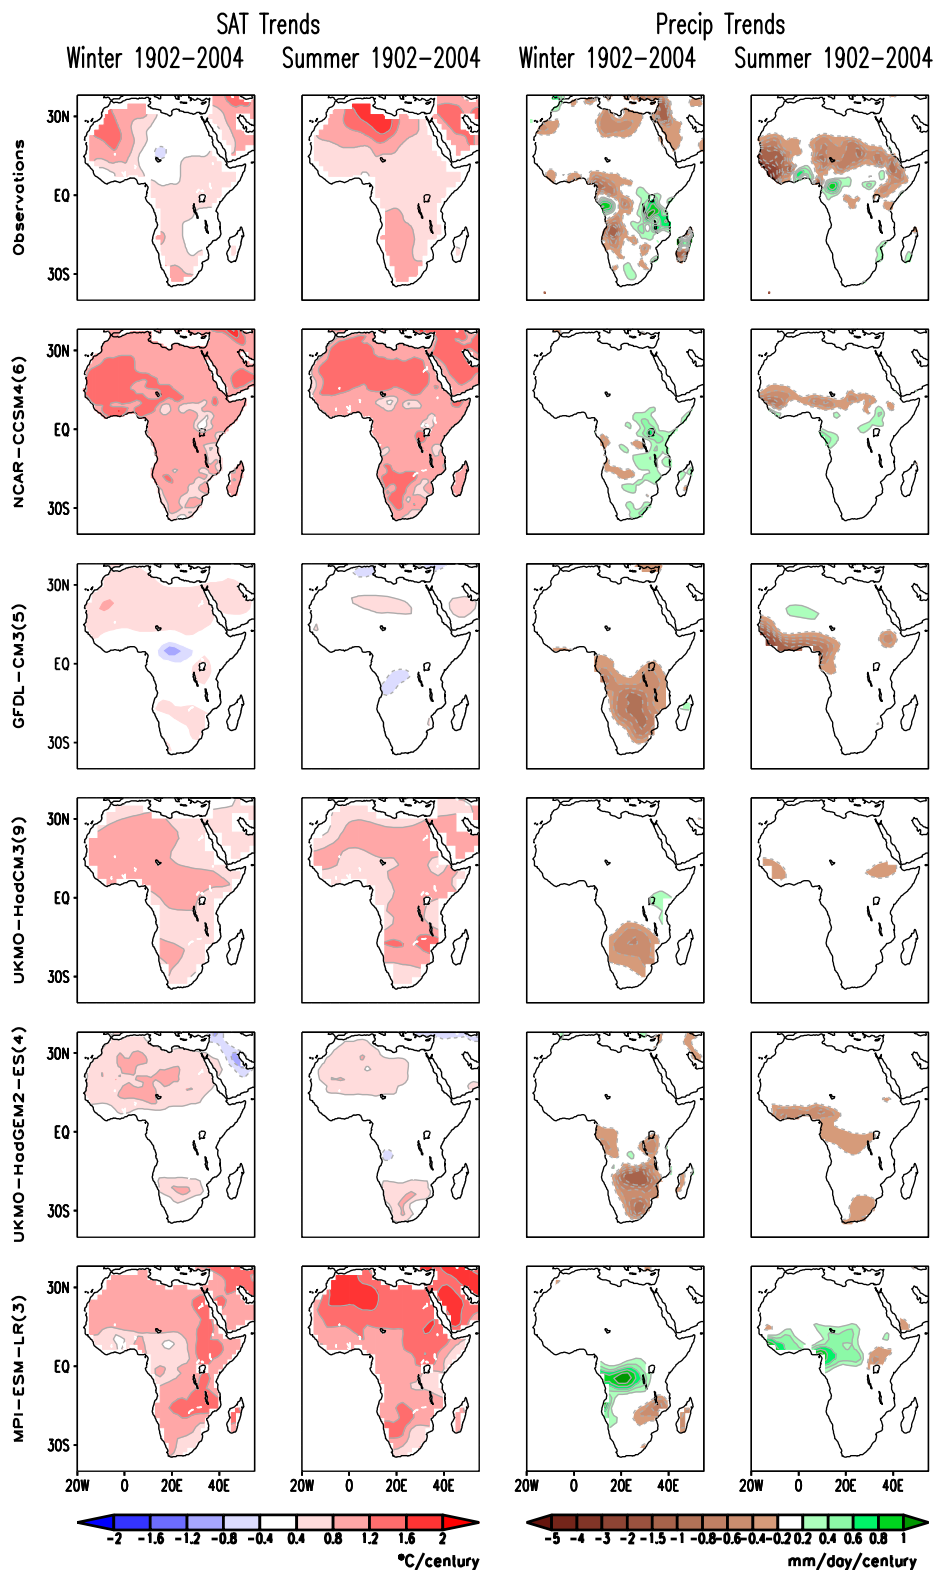 SAT Trends Precip Trends
Winter 1902-2004 Summer 1902-2004 Winter 1902-2004 Summer 1902-2004
Observations
30N
EQ
30S
NCAR-CCSM4(6)
30N
EQ
30S
GFDL-CM3(5)
30N
EQ
30S
UKMO-HadCM3(9)
30N
EQ
30S
UKMO-HadGEM2-ES(4)
30N
EQ
30S
MPI-ESM-LR(3)
30N
EQ
30S
20W 0 20E 40E 20W 0 20E 40E 20W 0 20E 40E 20W 0 20E 40E
-2 -1.6 -1.2 -0.8 -0.4 0.4 0.8 1.2 1.6 2
°C/century
-5 -4 -3 -2 -1.5 -1 -0.8 -0.6 -0.4 -0.2 0.2 0.4 0.6 0.8 1
mm/day/century